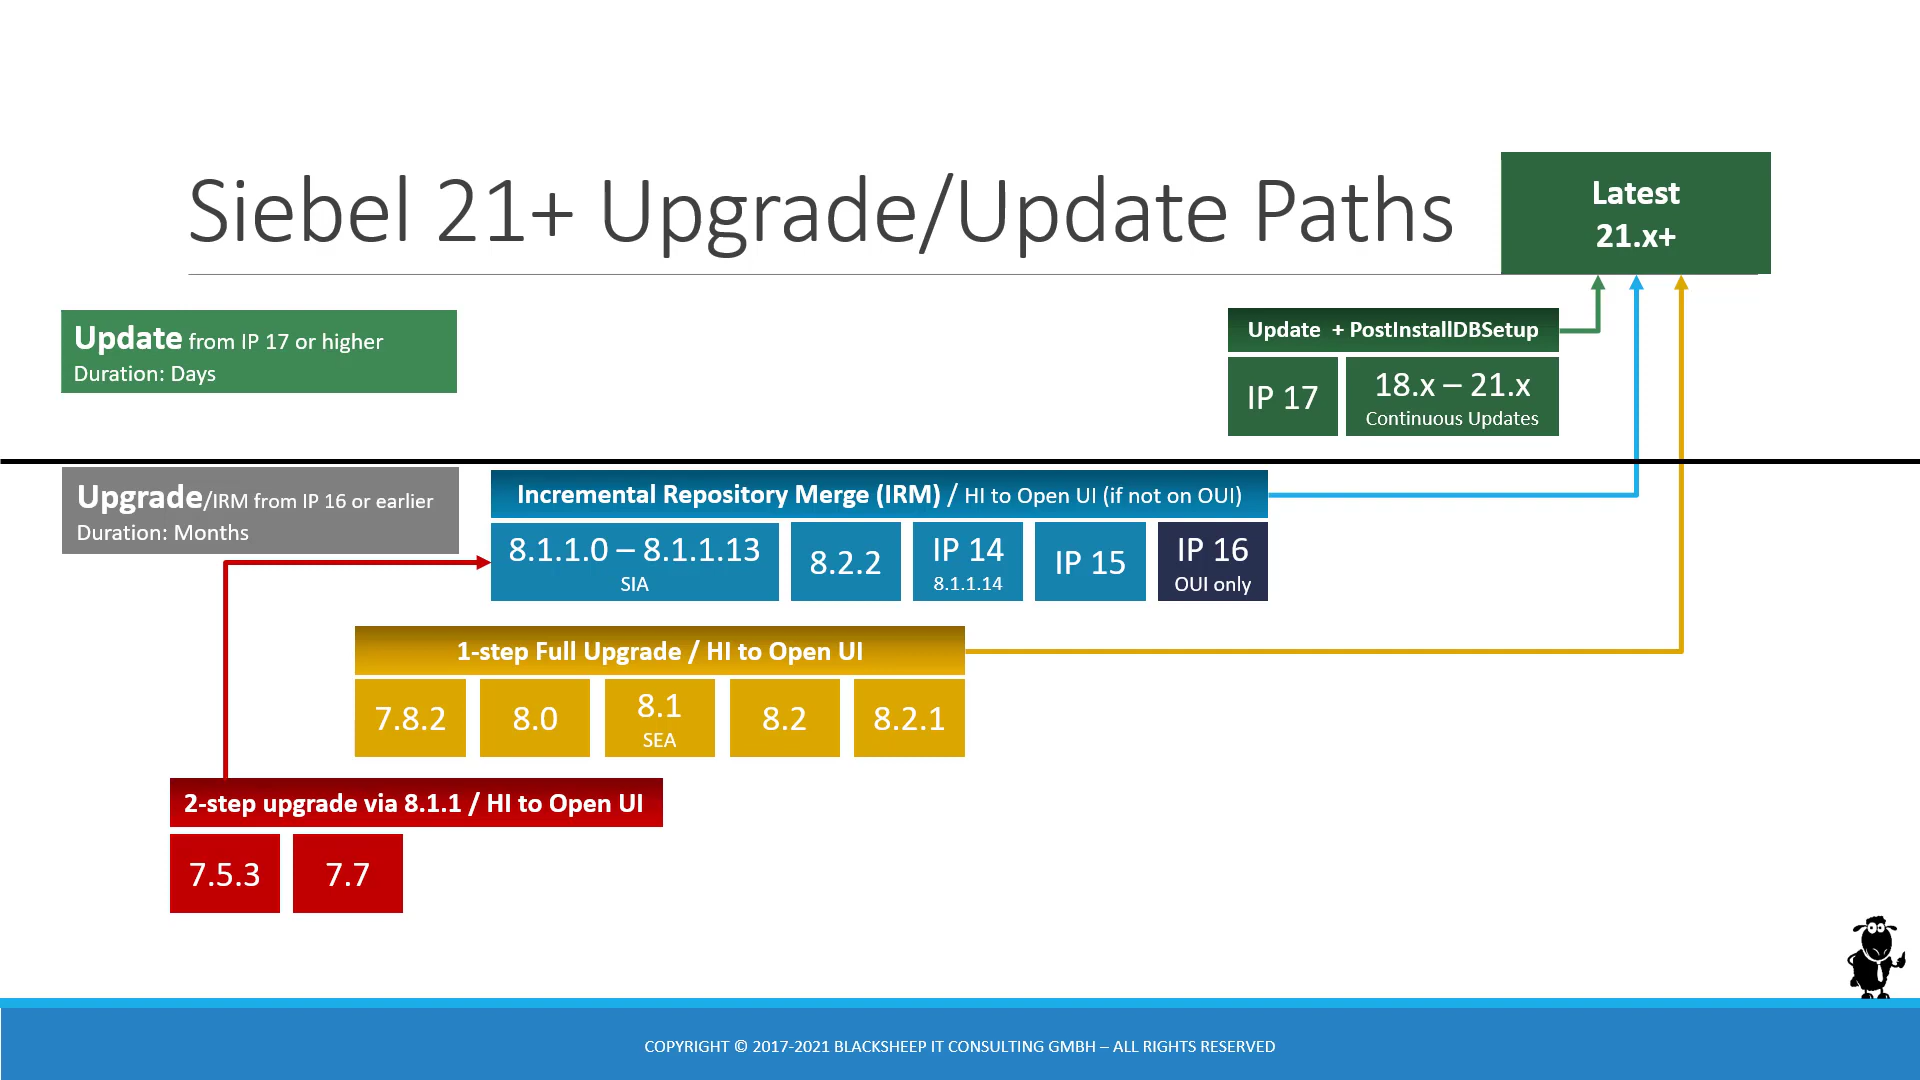 Siebel 21+ Upgrade/Update Paths
Latest
21.x+
Update from IP 17 or higher
Duration: Days
Update + PostInstallDBSetup
IP 17
18.x – 21.x
Continuous Updates
Upgrade/IRM from IP 16 or earlier
Duration: Months
Incremental Repository Merge (IRM) / HI to Open UI (if not on OUI)
8.1.1.0 – 8.1.1.13
SIA
8.2.2
IP 14
8.1.1.14
IP 15
IP 16
OUI only
1-step Full Upgrade / HI to Open UI
7.8.2
8.0
8.1
SEA
8.2
8.2.1
2-step upgrade via 8.1.1 / HI to Open UI
7.5.3
7.7
COPYRIGHT © 2017-2021 BLACKSHEEP IT CONSULTING GMBH – ALL RIGHTS RESERVED